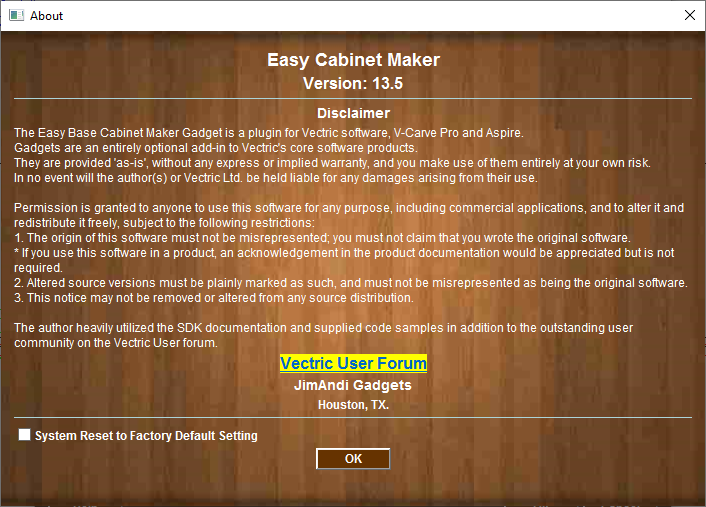 About
Easy Cabinet Maker
Version: 13.5
Disclaimer
The Easy Base Cabinet Maker Gadget is a plugin for Vectric software, V-Carve Pro and Aspire.
Gadgets are an entirely optional add-in to Vectric's core software products.
They are provided 'as-is', without any express or implied warranty, and you make use of them entirely at your own risk.
In no event will the author(s) or Vectric Ltd. be held liable for any damages arising from their use.
Permission is granted to anyone to use this software for any purpose, including commercial applications, and to alter it and
redistribute it freely, subject to the following restrictions:
1. The origin of this software must not be misrepresented; you must not claim that you wrote the original software.
* If you use this software in a product, an acknowledgement in the product documentation would be appreciated but is not
required.
2. Altered source versions must be plainly marked as such, and must not be misrepresented as being the original software.
3. This notice may not be removed or altered from any source distribution.
The author heavily utilized the SDK documentation and supplied code samples in addition to the outstanding user
community on the Vectric User forum.
Vectric User Forum
JimAndi Gadgets
Houston, TX.
System Reset to Factory Default Setting
OK